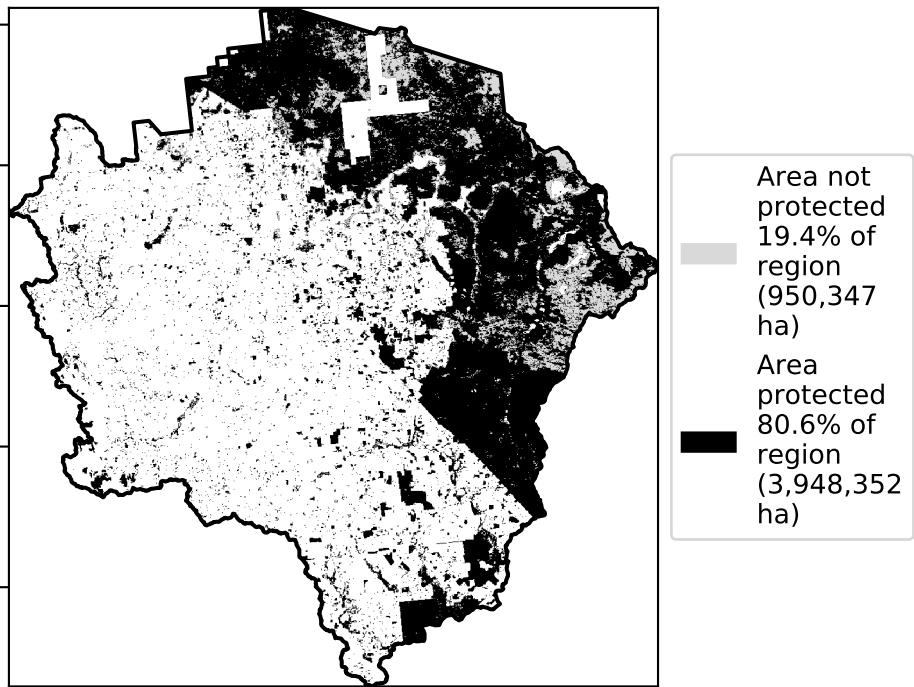 Area not
protected
19.4% of
region
(950,347
ha)
Area
protected
80.6% of
region
(3,948,352
ha)